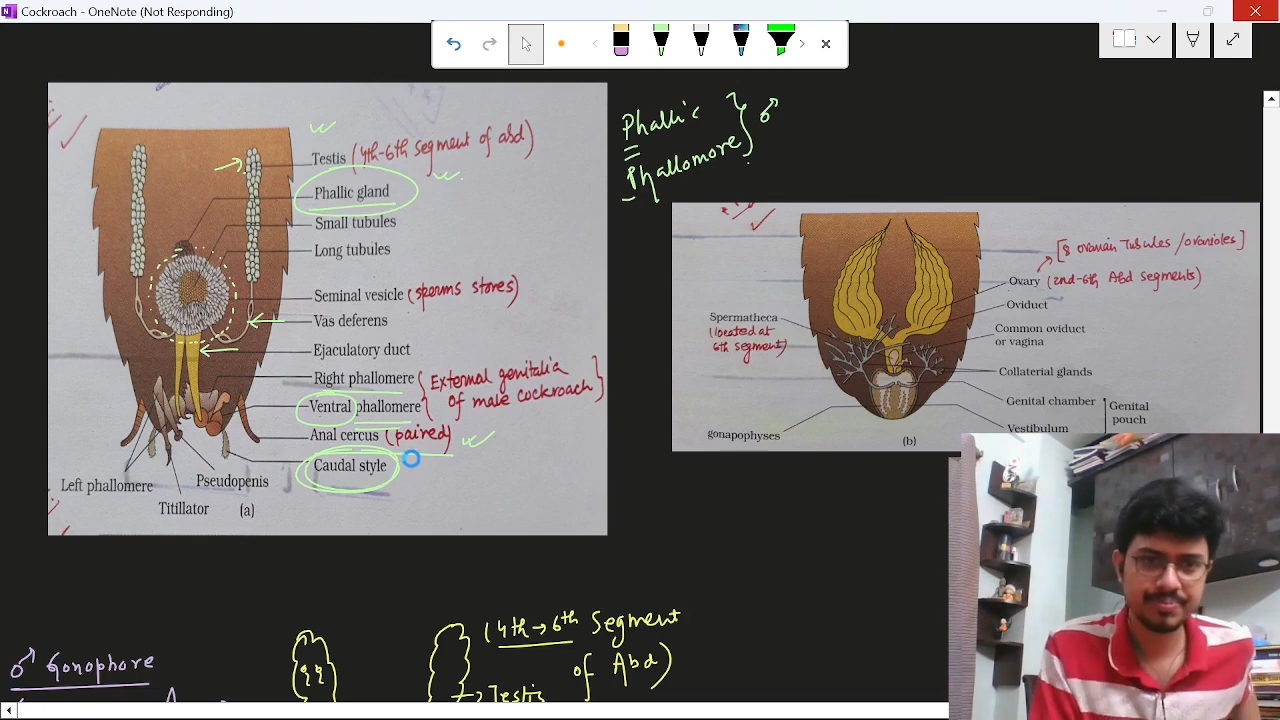 Cockroach - OneNote (Not Responding)
Testis (4th-6th segment of abd)
Phallic gland
Small tubules
Long tubules
Seminal vesicle (sperms stores)
Vas deferens
Ejaculatory duct
Right phallomere
Ventral phallomere
{External genitalia of male cockroach}
Anal cercus (paired)
Caudal style
Left phallomere
Pseudopenis
Titillator
(a)
Phallic
Phallomore
} ♂
[8 ovarian Tubules /ovarioles]
Ovary (2nd-6th Abd segments)
Oviduct
Spermatheca
(located at
6th segment)
Common oviduct
or vagina
Collaterial glands
Genital chamber
Genital
pouch
Vestibulum
gonapophyses
(b)
♂ Gonophore
(4th → 6th Segment
of Abd)
→ Testis